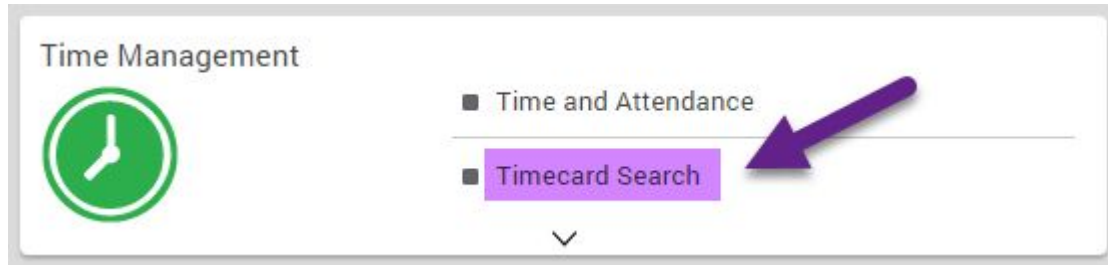 Time Management
Time and Attendance
Timecard Search